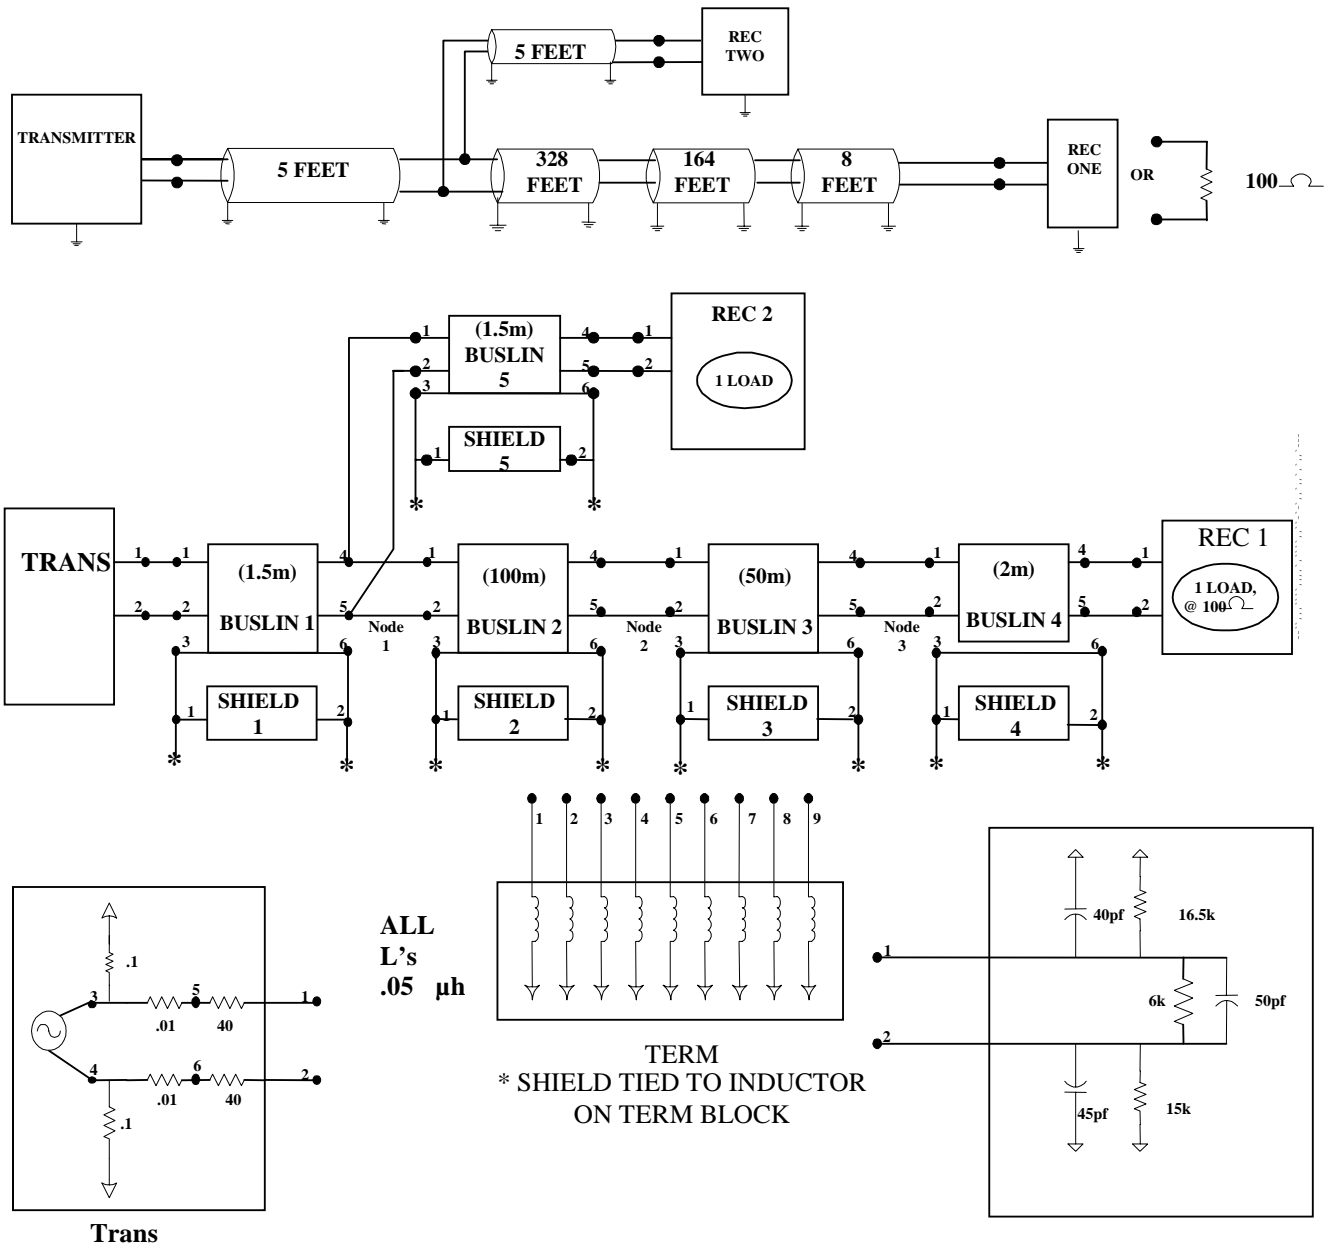 5 FEET
REC
TWO
TRANSMITTER
5 FEET
328
FEET
164
FEET
8
FEET
REC
ONE
OR
100
1
(1.5m)
BUSLIN
5
4
1
REC 2
2
5
2
3
6
1 LOAD
1
SHIELD
5
2
*
*
TRANS
1
1
(1.5m)
BUSLIN 1
4
1
(100m)
BUSLIN 2
4
1
(50m)
BUSLIN 3
4
1
(2m)
BUSLIN 4
4
1
REC 1
1 LOAD,
@ 100
2
2
5
2
5
2
5
2
5
2
Node
1
Node
2
Node
3
3
6
3
6
3
6
3
6
1
SHIELD
1
2
1
SHIELD
2
2
1
SHIELD
3
2
1
SHIELD
4
2
*
*
*
*
*
*
*
*
1
2
3
4
5
6
7
8
9
ALL
L's
.05 µh
.1
3
5
1
.01
40
4
6
2
.01
40
.1
Trans
TERM
* SHIELD TIED TO INDUCTOR
ON TERM BLOCK
40pf
16.5k
1
6k
50pf
2
45pf
15k